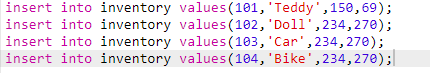 insert into inventory values(101,'Teddy',150,69);
insert into inventory values(102,'Doll',234,270);
insert into inventory values(103,'Car',234,270);
insert into inventory values(104,'Bike',234,270);